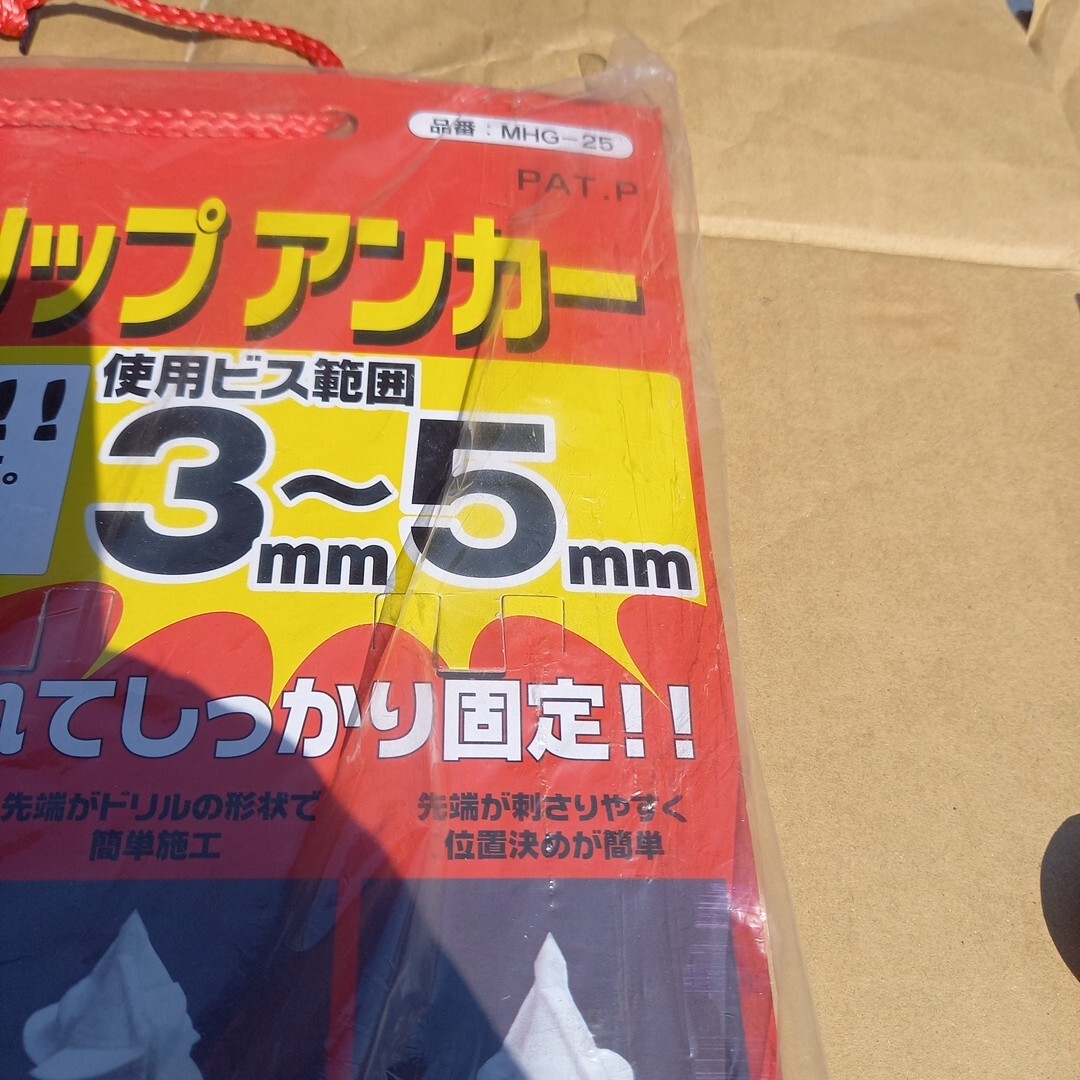 品番：MHG-25
PAT.P
ップ アンカー
!!
使用ビス範囲
3mm～5mm
。
れてしっかり固定!!
先端がドリルの形状で
簡単施工
先端が刺さりやすく
位置決めが簡単